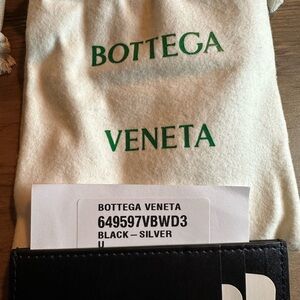 BOTTEGA
VENETA
BOTTEGA VENETA
649597VBWD3
BLACK – SILVER
U